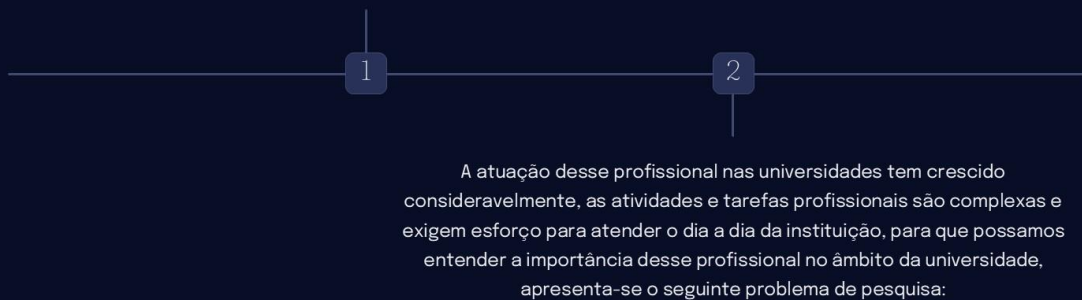 1
2
A atuação desse profissional nas universidades tem crescido
consideravelmente, as atividades e tarefas profissionais são complexas e
exigem esforço para atender o dia a dia da instituição, para que possamos
entender a importância desse profissional no âmbito da universidade,
apresenta-se o seguinte problema de pesquisa: